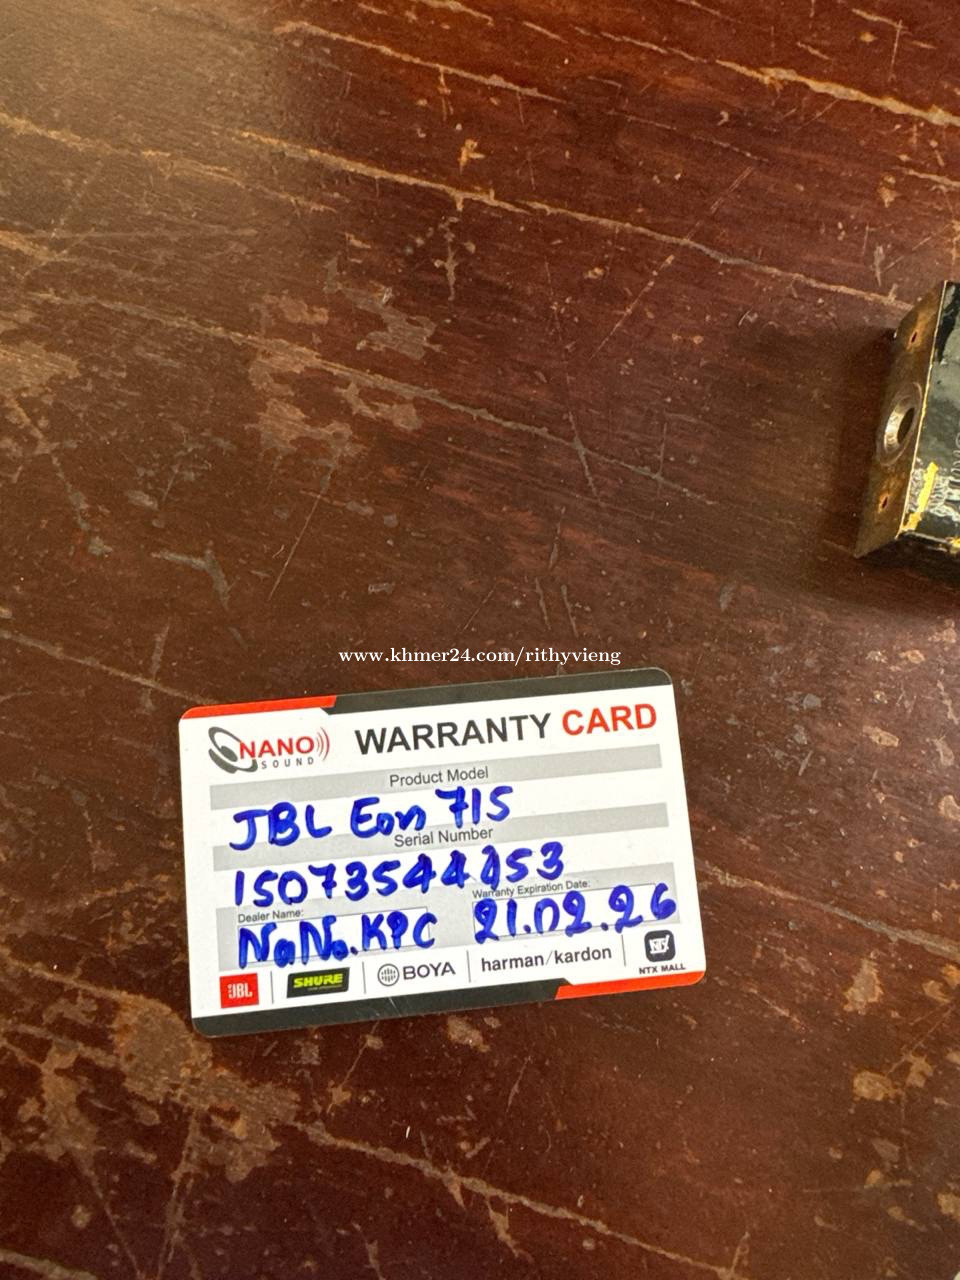 www.khmer24.com/rithyvieng
NANO SOUND
WARRANTY CARD
Product Model
JBL Eon 715
Serial Number
15073544153
Dealer Name:
Warranty Expiration Date:
NaNo.KPC
21.02.26
JBL SHURE BOYA harman/kardon NTX MALL